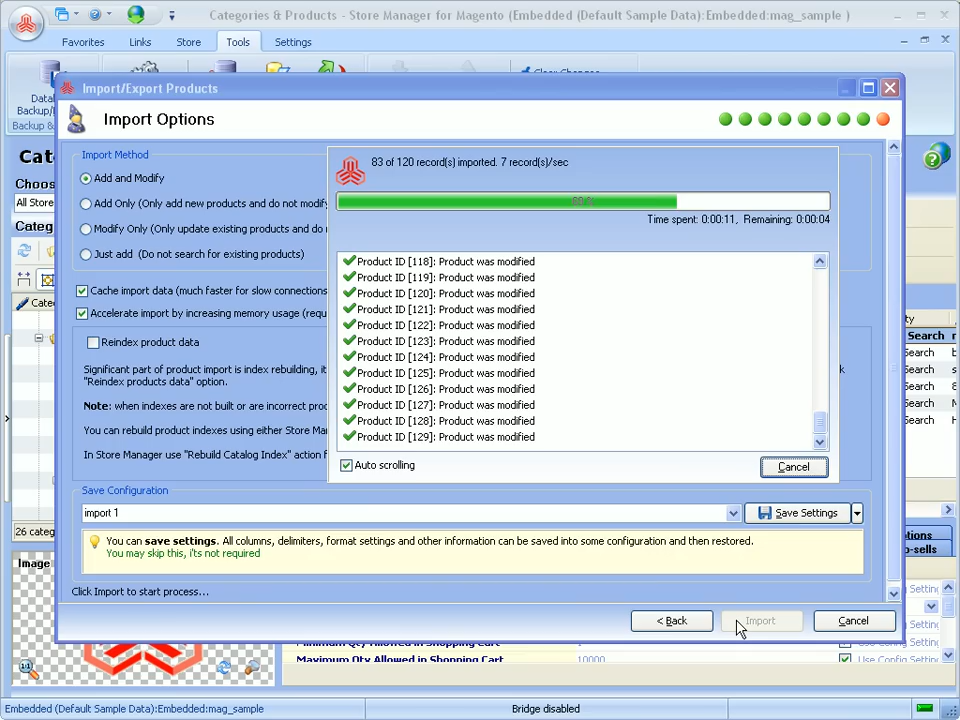 Categories & Products - Store Manager for Magento (Embedded (Default Sample Data):Embedded:mag_sample )
Favorites Links Store Tools Settings
Clear Changes
Import/Export Products
Backup &
Import Options
Import Method
83 of 120 record(s) imported. 7 record(s)/sec
Add and Modify
Add Only (Only add new products and do not modify
Time spent: 0:00:11, Remaining: 0:00:04
Modify Only (Only update existing products and do
Just add (Do not search for existing products)
Product ID [118]: Product was modified
Product ID [119]: Product was modified
Cache import data (much faster for slow connections
Product ID [120]: Product was modified
Product ID [121]: Product was modified
Accelerate import by increasing memory usage (requ
Product ID [122]: Product was modified
Product ID [123]: Product was modified
Reindex product data
Product ID [124]: Product was modified
Significant part of product import is index rebuilding, it
"Reindex products data" option.
Product ID [125]: Product was modified
Product ID [126]: Product was modified
Note: when indexes are not built or are incorrect prod
Product ID [127]: Product was modified
You can rebuild product indexes using either Store Ma
Product ID [128]: Product was modified
Product ID [129]: Product was modified
In Store Manager use "Rebuild Catalog Index" action f
Auto scrolling
Cancel
Save Configuration
import 1
Save Settings
You can save settings. All columns, delimiters, format settings and other information can be saved into some configuration and then restored.
You may skip this, i'ts not required
Click Import to start process...
< Back Import Cancel
26 categ
Image
Search
Search
Search
Search
Search
o-sells
Maximum Qty Allowed in Shopping Cart 10000 Use Config Settin
Embedded (Default Sample Data):Embedded:mag_sample
Bridge disabled